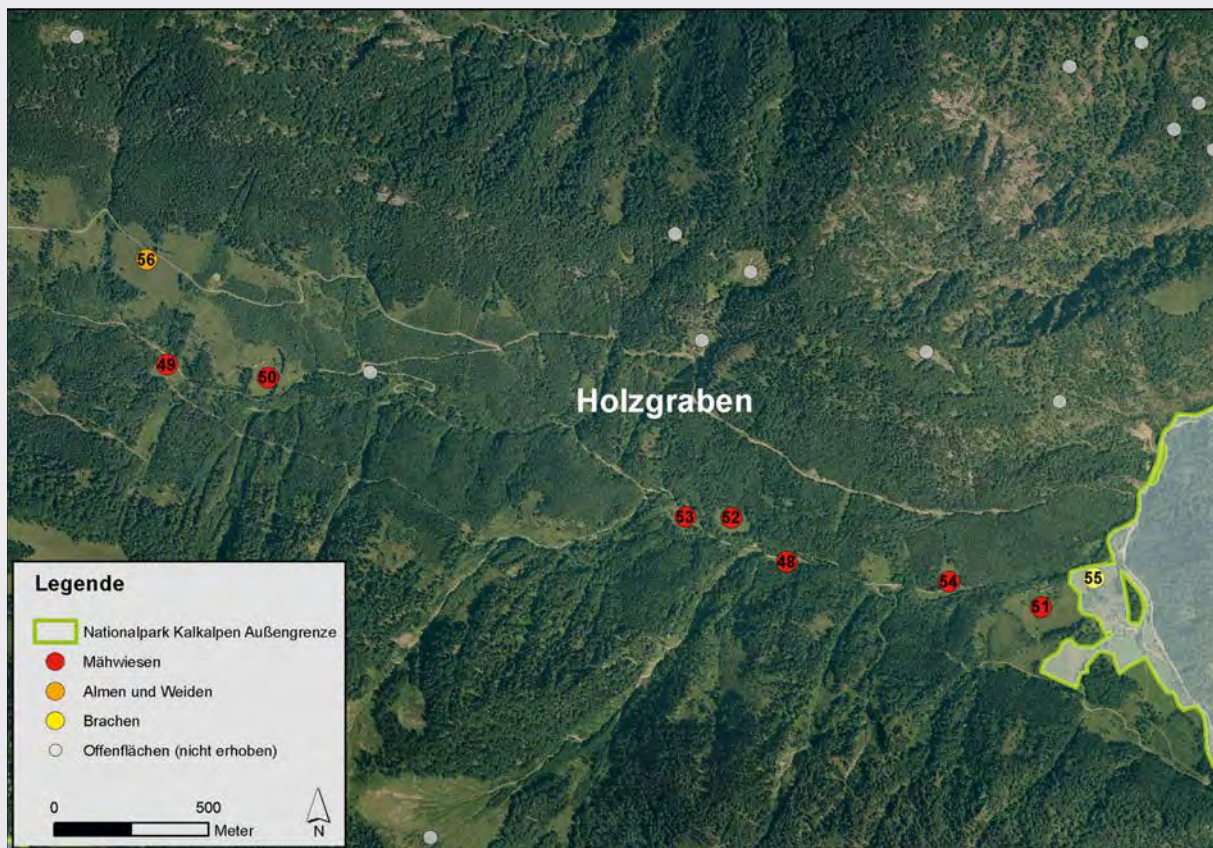 56
49
50
Holzgraben
53
52
48
54
55
51
Legende
Nationalpark Kalkalpen Außengrenze
Mähwiesen
Almen und Weiden
Brachen
Offenflächen (nicht erhoben)
0 500
Meter
N